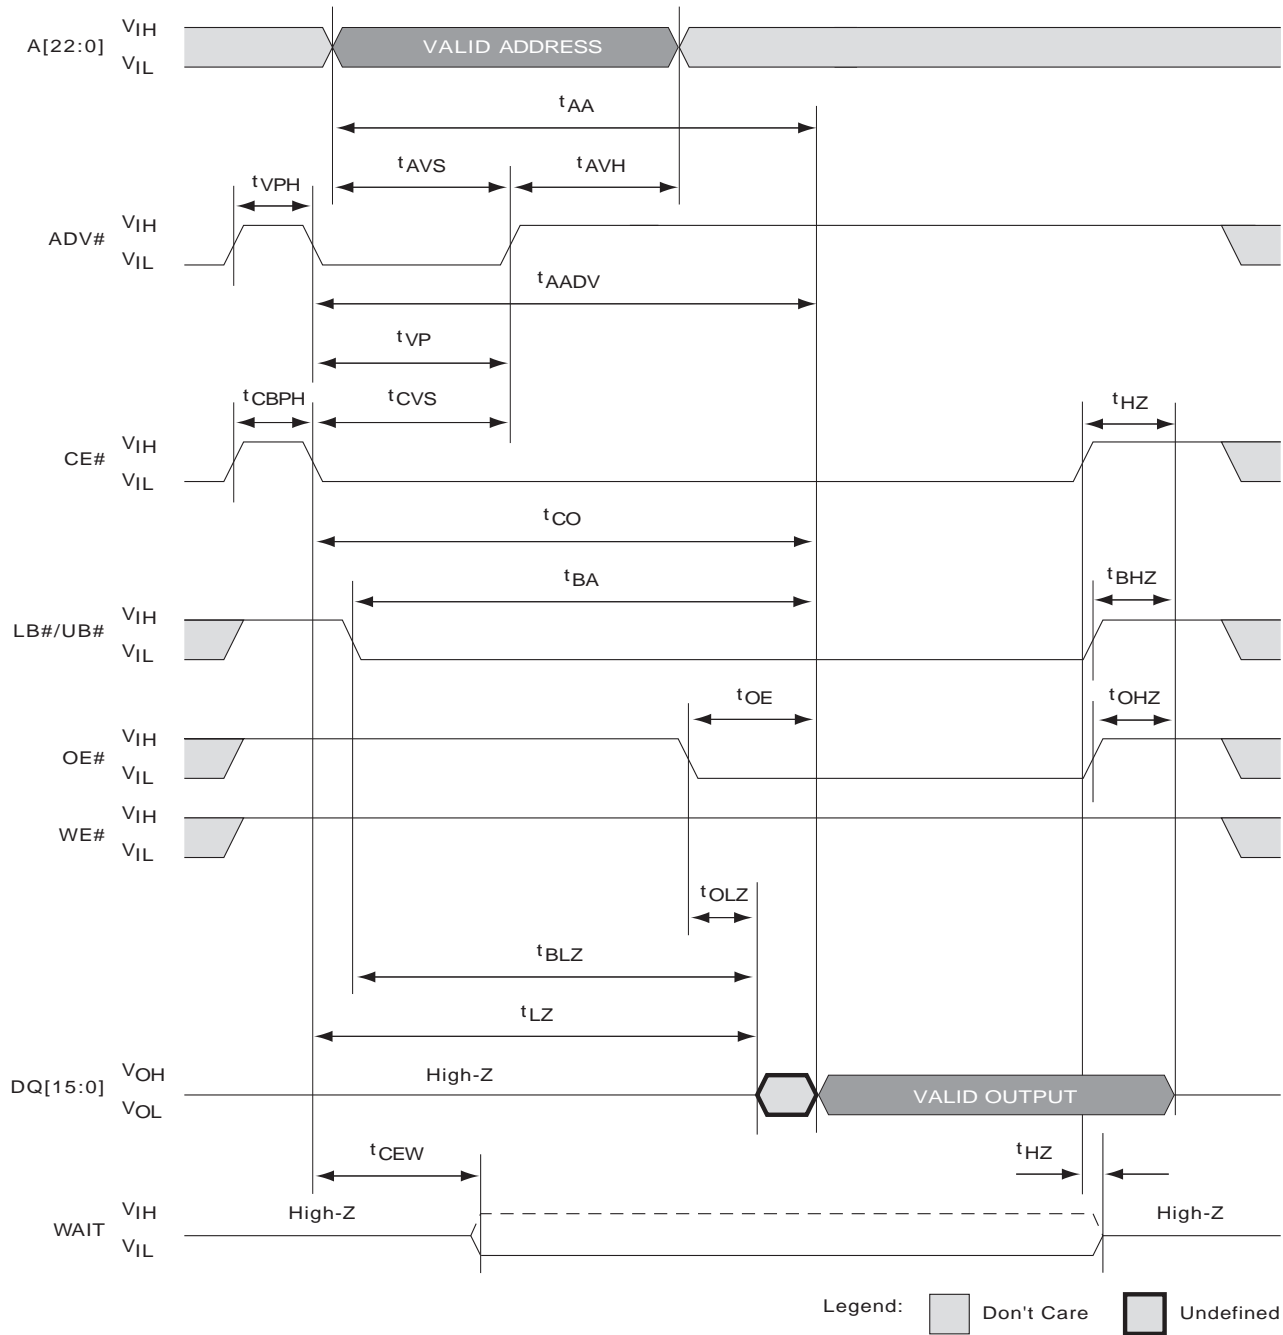 A[22:0] VIH VIL VALID ADDRESS
tAA
tAVS tAVH
tVPH
ADV# VIH VIL
tAADV
tVP
tCBPH tCVS tHZ
CE# VIH VIL
tCO
tBA tBHZ
LB#/UB# VIH VIL
tOE tOHZ
OE# VIH VIL
WE# VIH VIL
tOLZ
tBLZ
tLZ
DQ[15:0] VOH VOL High-Z VALID OUTPUT
tCEW tHZ
WAIT VIH VIL High-Z High-Z
Legend: Don't Care Undefined